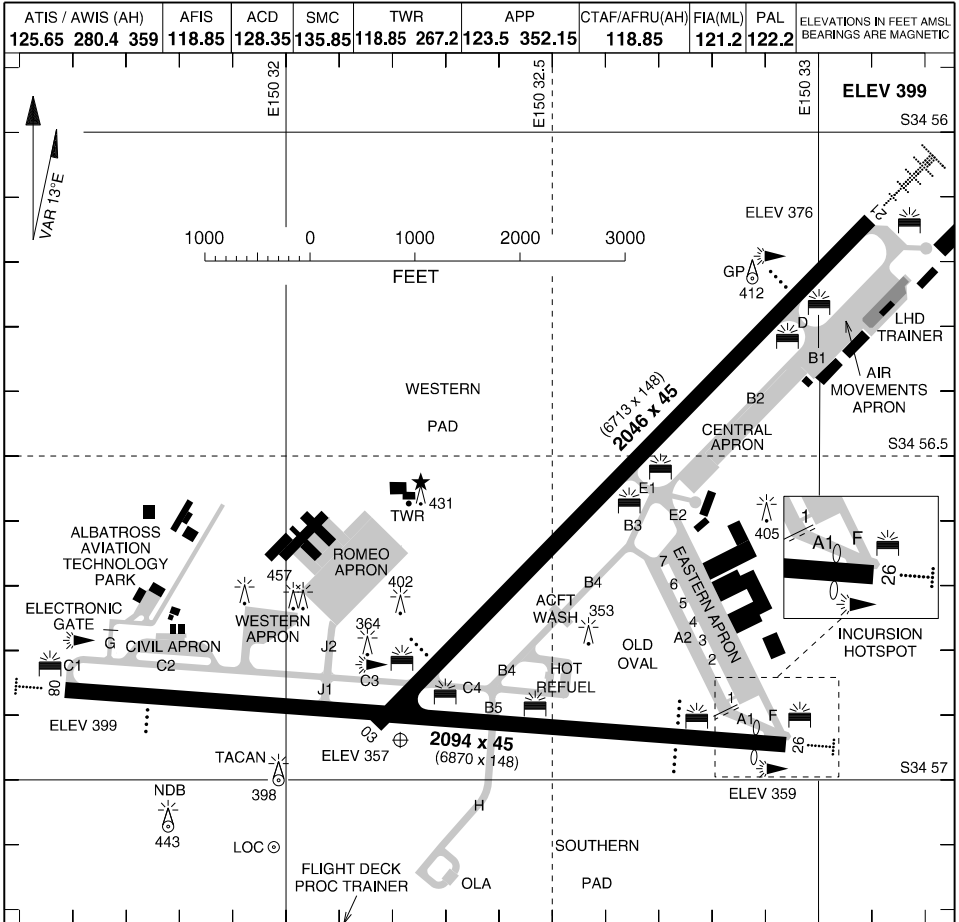 ATIS / AWIS (AH)
125.65 280.4 359
AFIS
118.85
ACD
128.35
SMC
135.85
TWR
118.85 267.2
APP
123.5 352.15
CTAF/AFRU(AH)
118.85
FIA(ML)
121.2
PAL
122.2
ELEVATIONS IN FEET AMSL
BEARINGS ARE MAGNETIC
E150 32
E150 32.5
E150 33
ELEV 399
S34 56
VAR 13°E
1000 0 1000 2000 3000
FEET
ELEV 376
21
GP
412
D
LHD
TRAINER
B1
AIR
MOVEMENTS
APRON
B2
WESTERN
PAD
(6713 x 148)
2046 x 45
CENTRAL
APRON
S34 56.5
431
TWR
E1
E2
B3
405
ALBATROSS
AVIATION
TECHNOLOGY
PARK
ROMEO
APRON
457
402
EASTERN APRON
7
6
5
4
3
2
A2
B4
ACFT
WASH
353
1
A1
F
26
INCURSION
HOTSPOT
ELECTRONIC
GATE
G
CIVIL APRON
WESTERN
APRON
364
J2
OLD
OVAL
C1
C2
C3
J1
C4
B4
HOT
REFUEL
B5
1
A1
F
08
ELEV 399
03
ELEV 357
2094 x 45
(6870 x 148)
26
S34 57
TACAN
398
ELEV 359
NDB
443
H
LOC
SOUTHERN
PAD
FLIGHT DECK
PROC TRAINER
OLA